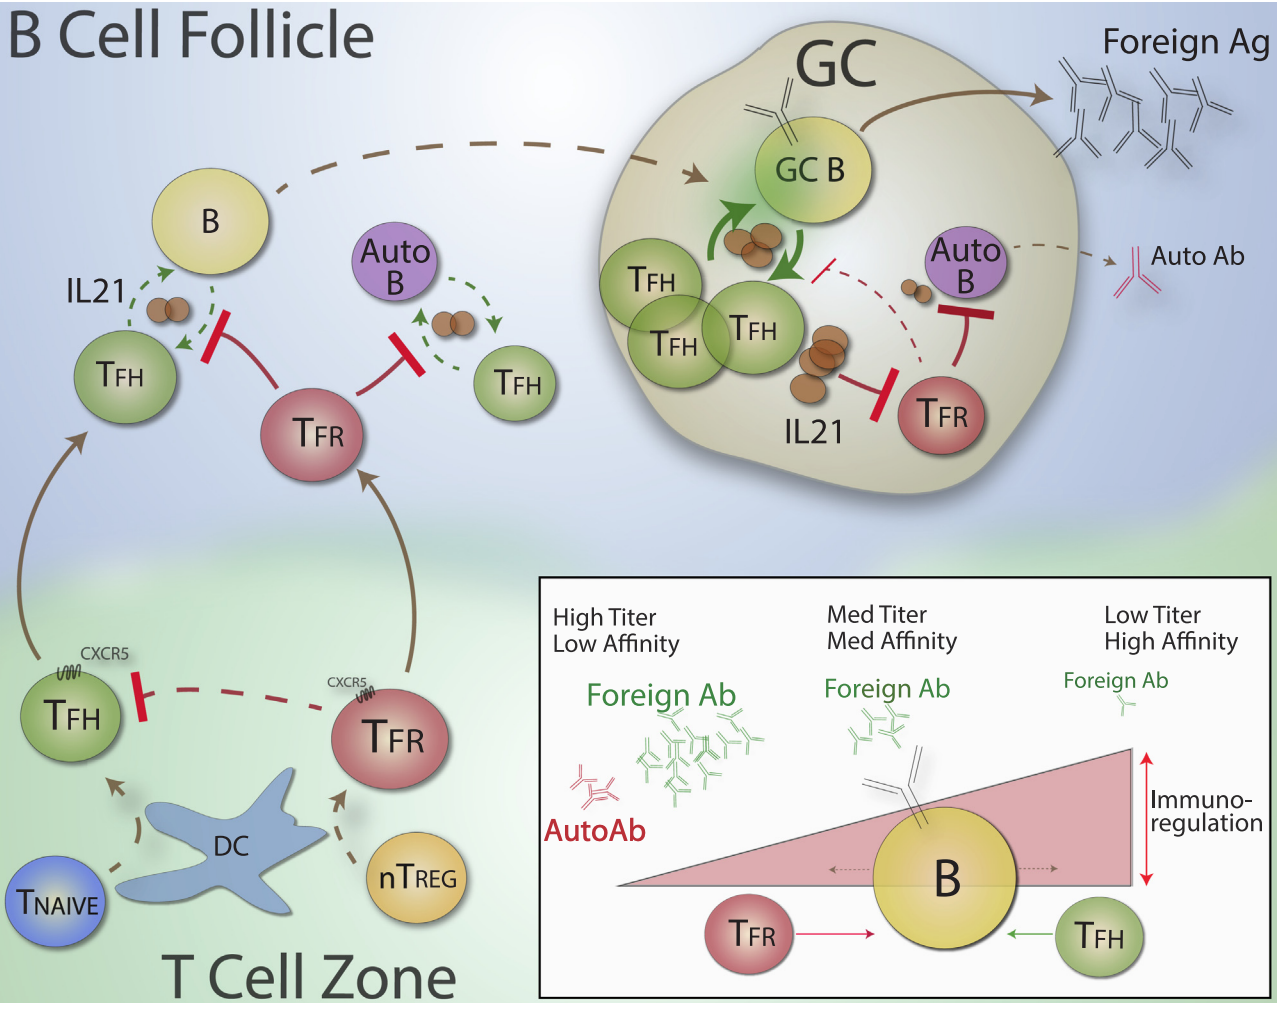 B Cell Follicle
GC
Foreign Ag
GC B
B
Auto
B
Auto
B
Auto Ab
IL21
TFH
TFH
TFH
TFH
TFH
TFR
TFR
IL21
CXCR5
TFH
CXCR5
TFR
DC
TNAIVE
nTREG
T Cell Zone
High Titer
Low Affinity
Med Titer
Med Affinity
Low Titer
High Affinity
Foreign Ab
Foreign Ab
Foreign Ab
AutoAb
Immuno-
regulation
B
TFR
TFH